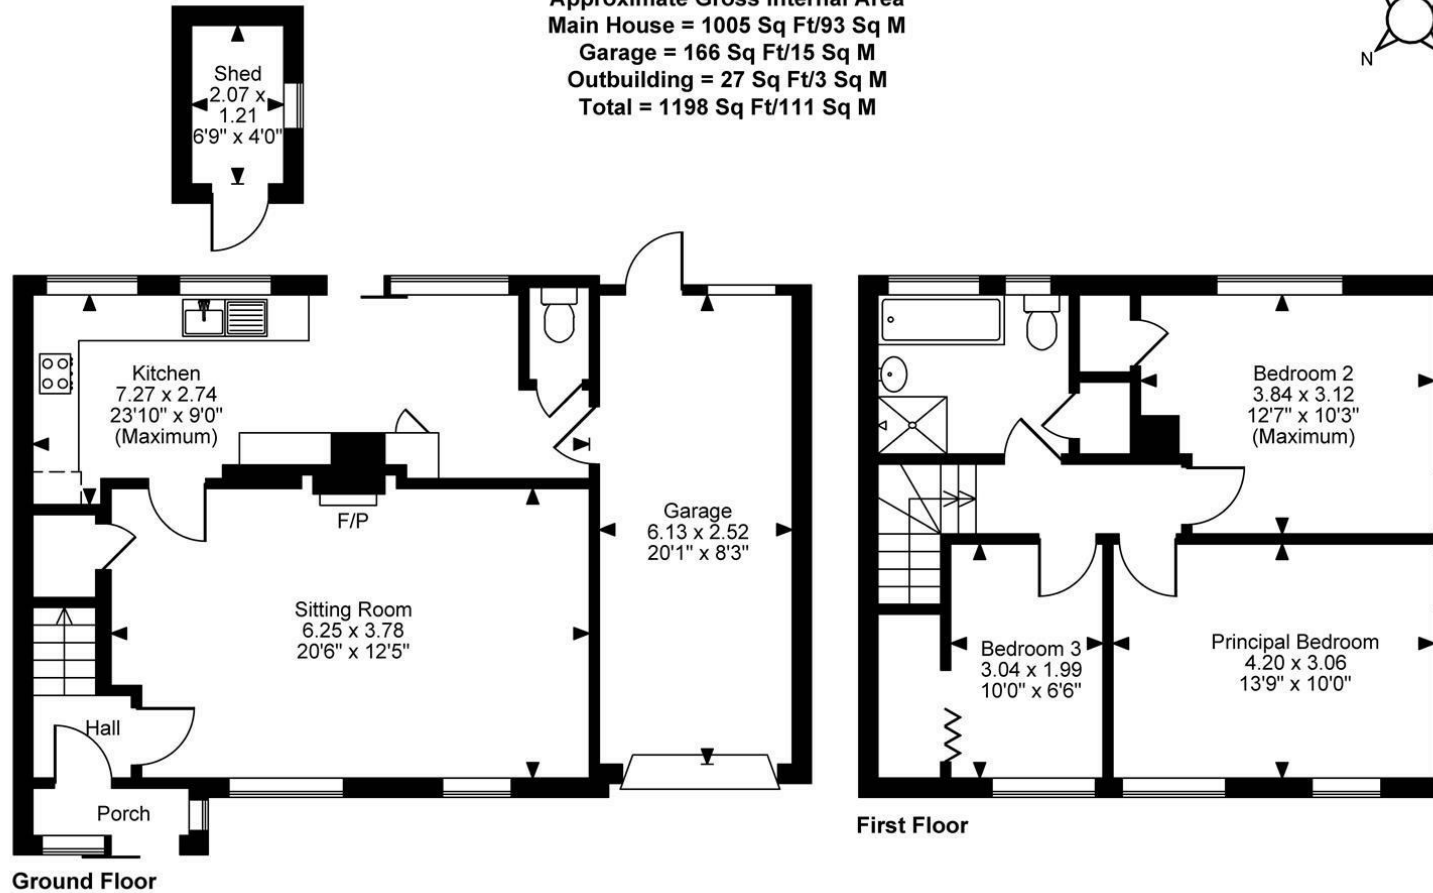 Approximate Gross Internal Area
Main House = 1005 Sq Ft/93 Sq M
Garage = 166 Sq Ft/15 Sq M
Outbuilding = 27 Sq Ft/3 Sq M
Total = 1198 Sq Ft/111 Sq M
N
Shed
2.07 x
1.21
6'9" x 4'0"
Kitchen
7.27 x 2.74
23'10" x 9'0"
(Maximum)
F/P
Sitting Room
6.25 x 3.78
20'6" x 12'5"
Garage
6.13 x 2.52
20'1" x 8'3"
Hall
Porch
Ground Floor
Bedroom 2
3.84 x 3.12
12'7" x 10'3"
(Maximum)
Bedroom 3
3.04 x 1.99
10'0" x 6'6"
Principal Bedroom
4.20 x 3.06
13'9" x 10'0"
First Floor